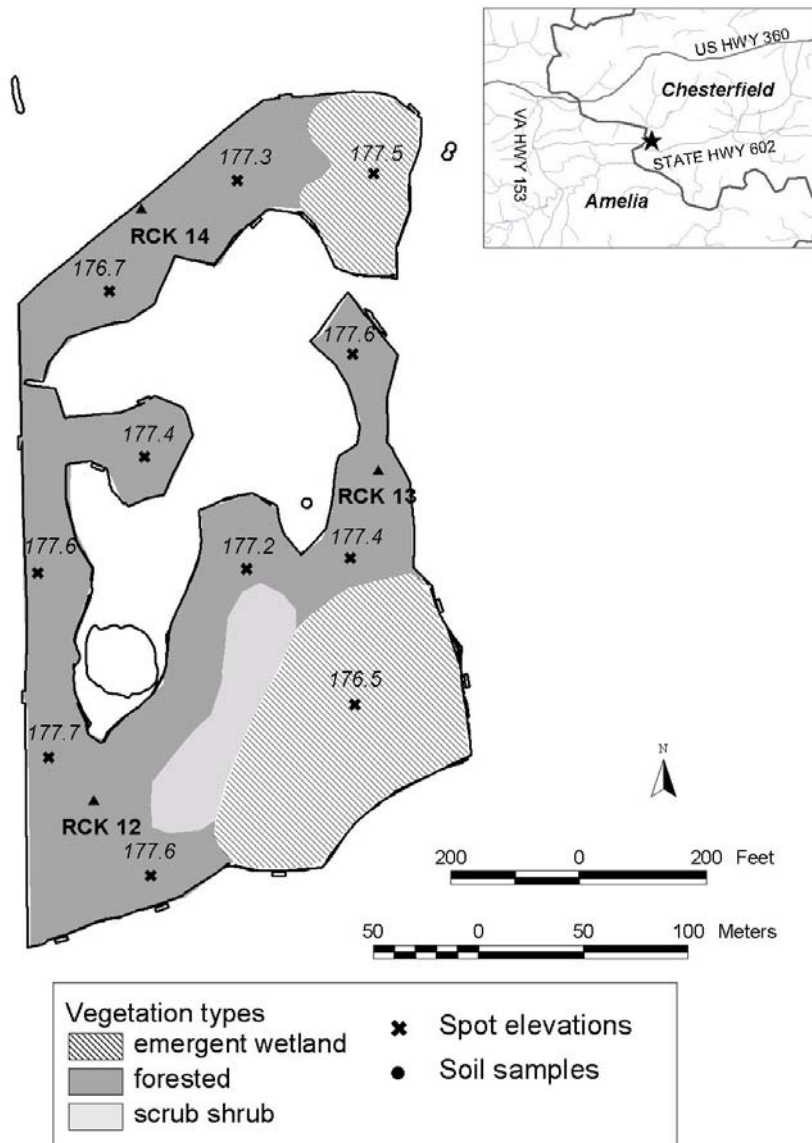 US HWY 360
Chesterfield
VA HWY 153
STATE HWY 602
Amelia
177.3
177.5
RCK 14
176.7
177.6
177.4
RCK 13
177.6
177.2
177.4
176.5
177.7
RCK 12
177.6
N
200 0 200 Feet
50 0 50 100 Meters
Vegetation types
emergent wetland
forested
scrub shrub
Spot elevations
Soil samples